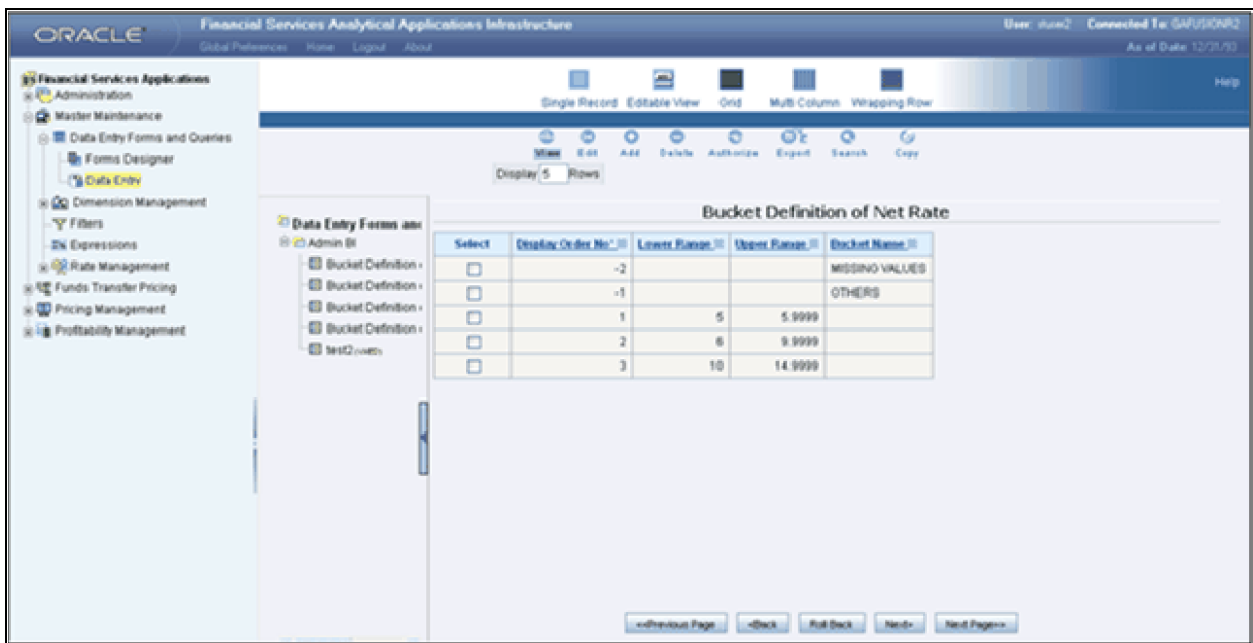 ORACLE
Financial Services Analytical Applications Infrastructure
User: Connected To: GAFUSIONR2
Global Preferences Home Logout About
As of Date: 12/31/93
Financial Services Applications
Administration
Master Maintenance
Data Entry Forms and Queries
Forms Designer
Data Entry
Dimension Management
Filters
Expressions
Rate Management
Funds Transfer Pricing
Pricing Management
Profitability Management
Single Record Editable View Grid Multi Column Wrapping Row
Help
View Edit Add Delete Authorize Export Search Copy
Display 5 Rows
Data Entry Forms and
Admin BI
Bucket Definition
Bucket Definition
Bucket Definition
Bucket Definition
test2
Bucket Definition of Net Rate
Select Display Order No* Lower Range Upper Range Bucket Name
-2 MISSING VALUES
-1 OTHERS
1 5 5.9999
2 6 9.9999
3 10 14.9999
<<Previous Page <Back Roll Back Next> Next Page>>